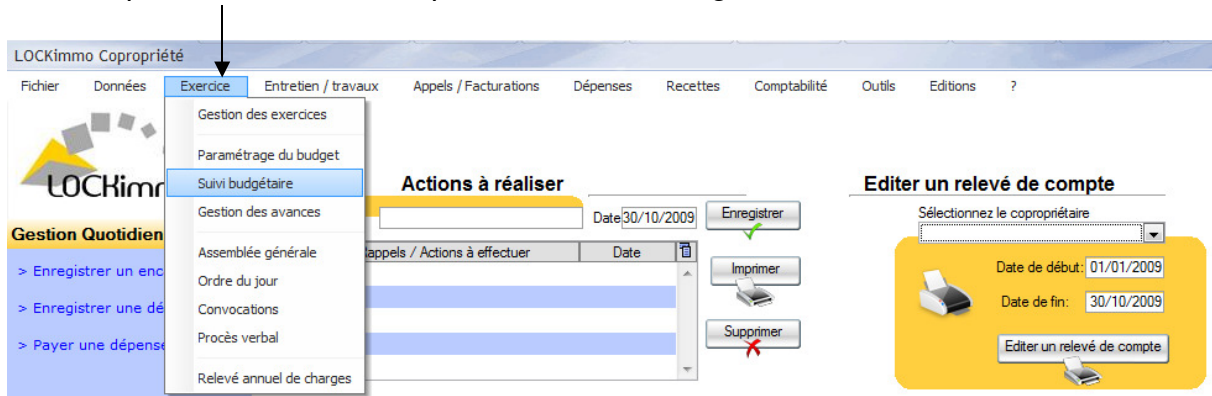 LOCKimmo Copropriété
Fichier Données Exercice Entretien / travaux Appels / Facturations Dépenses Recettes Comptabilité Outils Editions ?
Gestion des exercices
Paramétrage du budget
Suivi budgétaire
Gestion des avances
Assemblée générale
Ordre du jour
Convocations
Procès verbal
Relevé annuel de charges
LOCKimm
Gestion Quotidien
> Enregistrer un enc
> Enregistrer une dé
> Payer une dépense
Actions à réaliser
Date 30/10/2009 Enregistrer
Rappels / Actions à effectuer Date
Imprimer
Supprimer
Editer un relevé de compte
Sélectionnez le copropriétaire
Date de début: 01/01/2009
Date de fin: 30/10/2009
Editer un relevé de compte